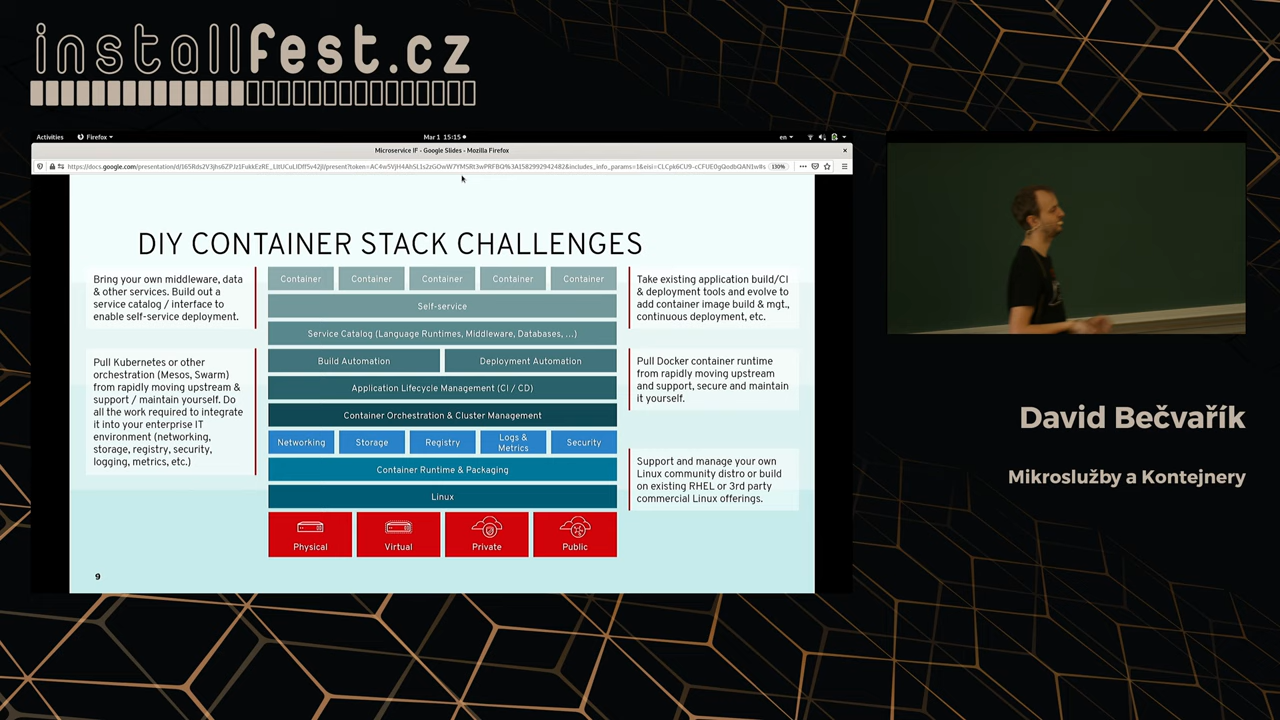 installfest.cz
Activities
Firefox
Mar 1 15:15
en
Microservice IF - Google Slides - Mozilla Firefox
130%
DIY CONTAINER STACK CHALLENGES
Bring your own middleware, data
& other services. Build out a
service catalog / interface to
enable self-service deployment.
Pull Kubernetes or other
orchestration (Mesos, Swarm)
from rapidly moving upstream &
support / maintain yourself. Do
all the work required to integrate
it into your enterprise IT
environment (networking,
storage, registry, security,
logging, metrics, etc.)
Container Container Container Container Container
Self-service
Service Catalog (Language Runtimes, Middleware, Databases, ...)
Build Automation Deployment Automation
Application Lifecycle Management (CI / CD)
Container Orchestration & Cluster Management
Networking Storage Registry Logs & Metrics Security
Container Runtime & Packaging
Linux
Physical Virtual Private Public
Take existing application build/CI
& deployment tools and evolve to
add container image build & mgt.,
continuous deployment, etc.
Pull Docker container runtime
from rapidly moving upstream
and support, secure and maintain
it yourself.
Support and manage your own
Linux community distro or build
on existing RHEL or 3rd party
commercial Linux offerings.
9
David Bečvařík
Mikroslužby a Kontejnery